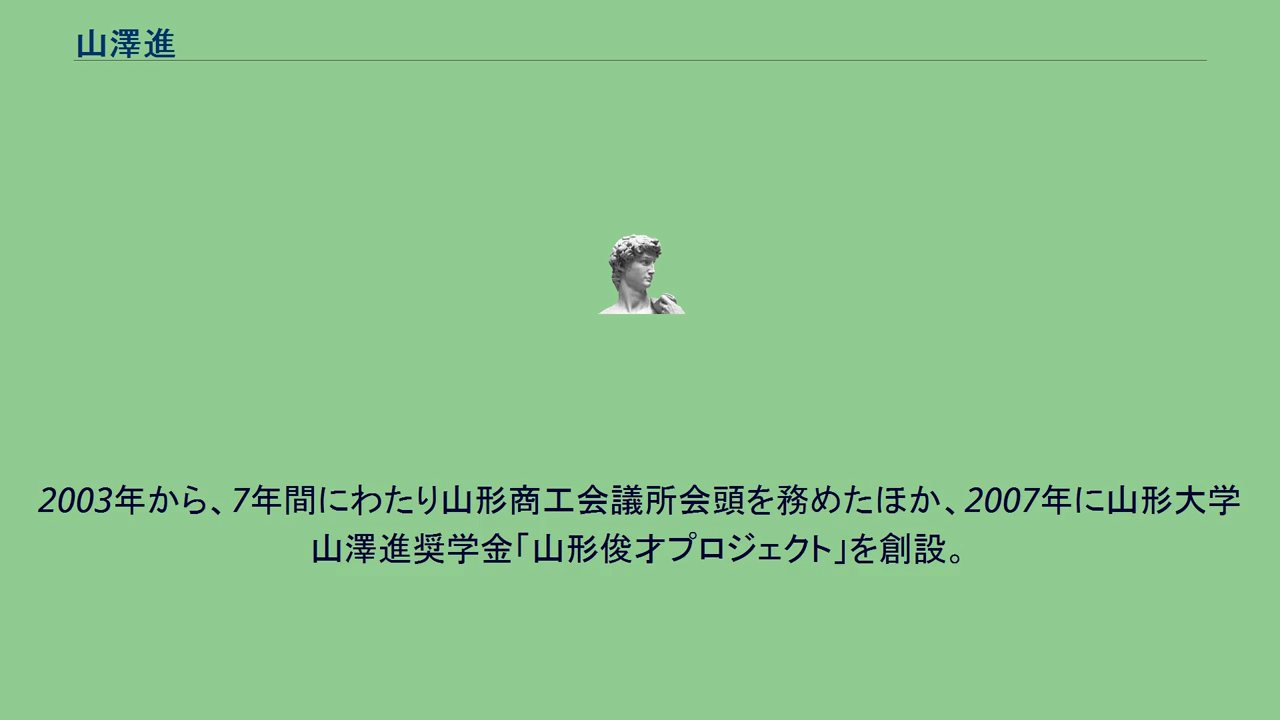 山澤進
2003年から、7年間にわたり山形商工会議所会頭を務めたほか、2007年に山形大学
山澤進奨学金「山形俊才プロジェクト」を創設。